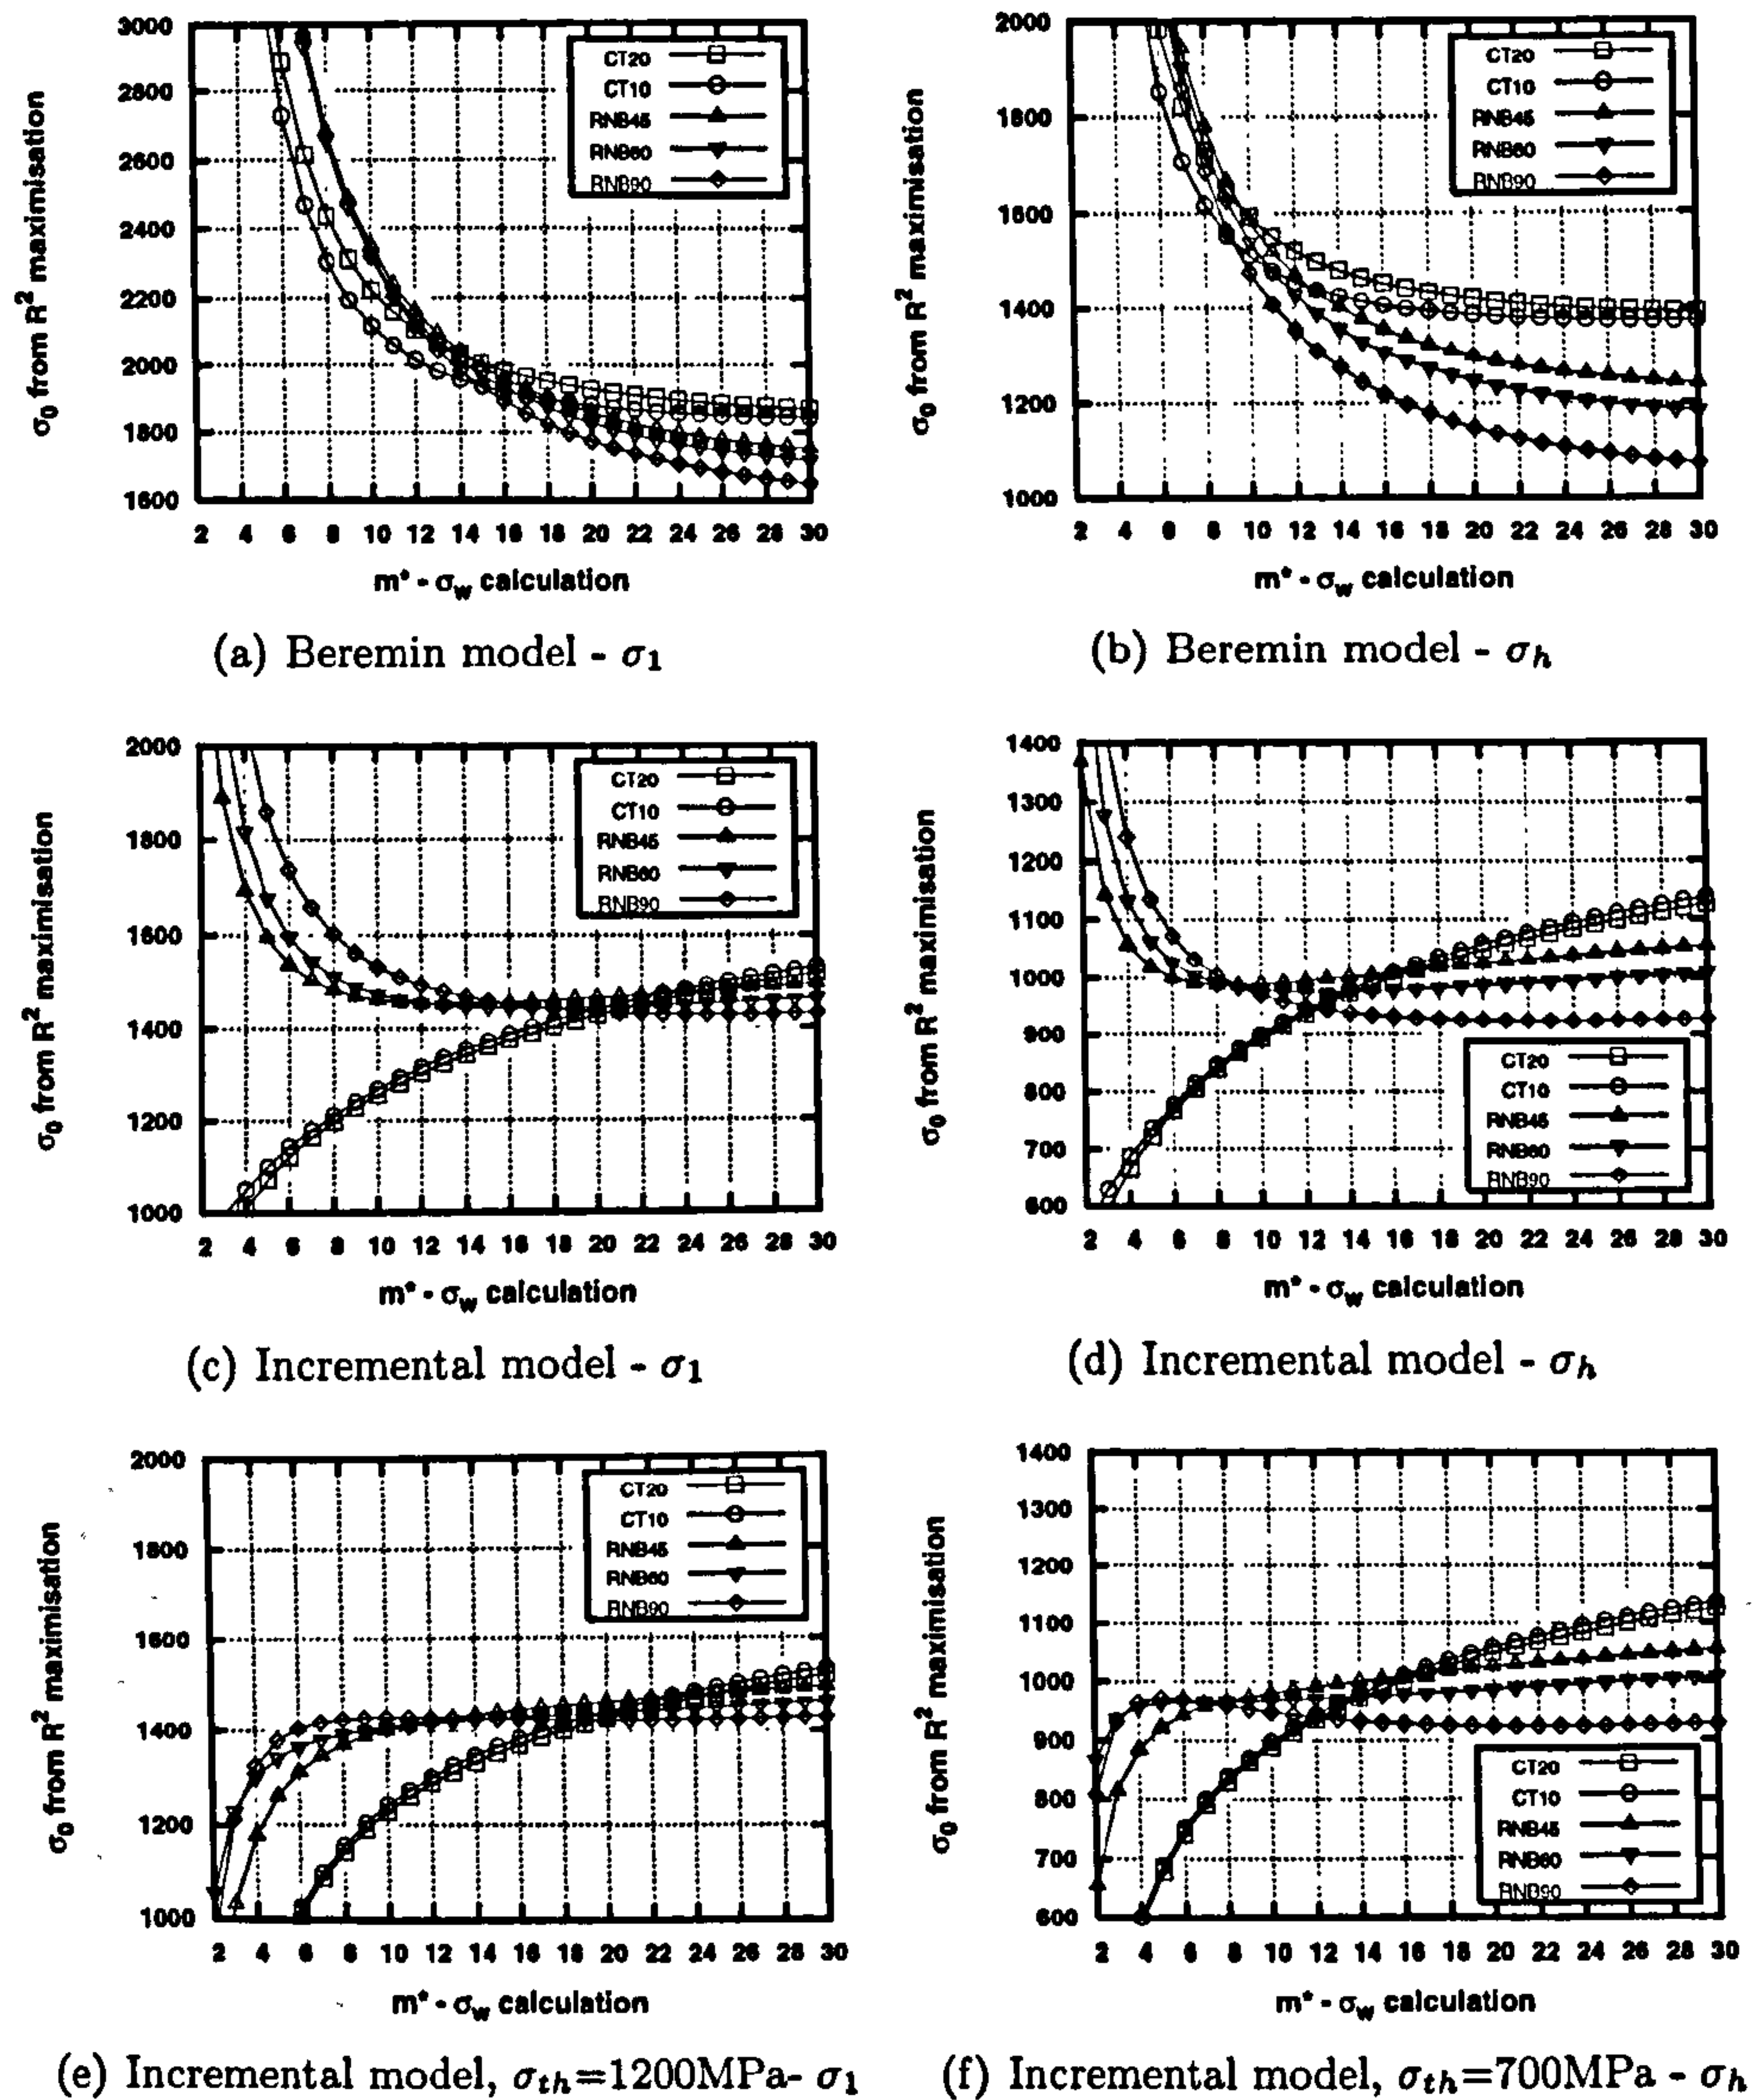 3000
2800
2600
2400
2200
2000
1800
1600
σ0 from R2 maximisation
CT20
CT10
RNB45
RNB60
RNB90
2 4 6 8 10 12 14 16 18 20 22 24 26 28 30
m* - σw calculation
(a) Beremin model - σ1
2000
1800
1600
1400
1200
1000
σ0 from R2 maximisation
CT20
CT10
RNB45
RNB60
RNB90
2 4 6 8 10 12 14 16 18 20 22 24 26 28 30
m* - σw calculation
(b) Beremin model - σh
2000
1800
1600
1400
1200
1000
σ0 from R2 maximisation
CT20
CT10
RNB45
RNB60
RNB90
2 4 6 8 10 12 14 16 18 20 22 24 26 28 30
m* - σw calculation
(c) Incremental model - σ1
1400
1300
1200
1100
1000
900
800
700
600
σ0 from R2 maximisation
CT20
CT10
RNB45
RNB60
RNB90
2 4 6 8 10 12 14 16 18 20 22 24 26 28 30
m* - σw calculation
(d) Incremental model - σh
2000
1800
1600
1400
1200
1000
σ0 from R2 maximisation
CT20
CT10
RNB45
RNB60
RNB90
2 4 6 8 10 12 14 16 18 20 22 24 26 28 30
m* - σw calculation
(e) Incremental model, σth=1200MPa- σ1
1400
1300
1200
1100
1000
900
800
700
600
σ0 from R2 maximisation
CT20
CT10
RNB45
RNB60
RNB90
2 4 6 8 10 12 14 16 18 20 22 24 26 28 30
m* - σw calculation
(f) Incremental model, σth=700MPa - σh